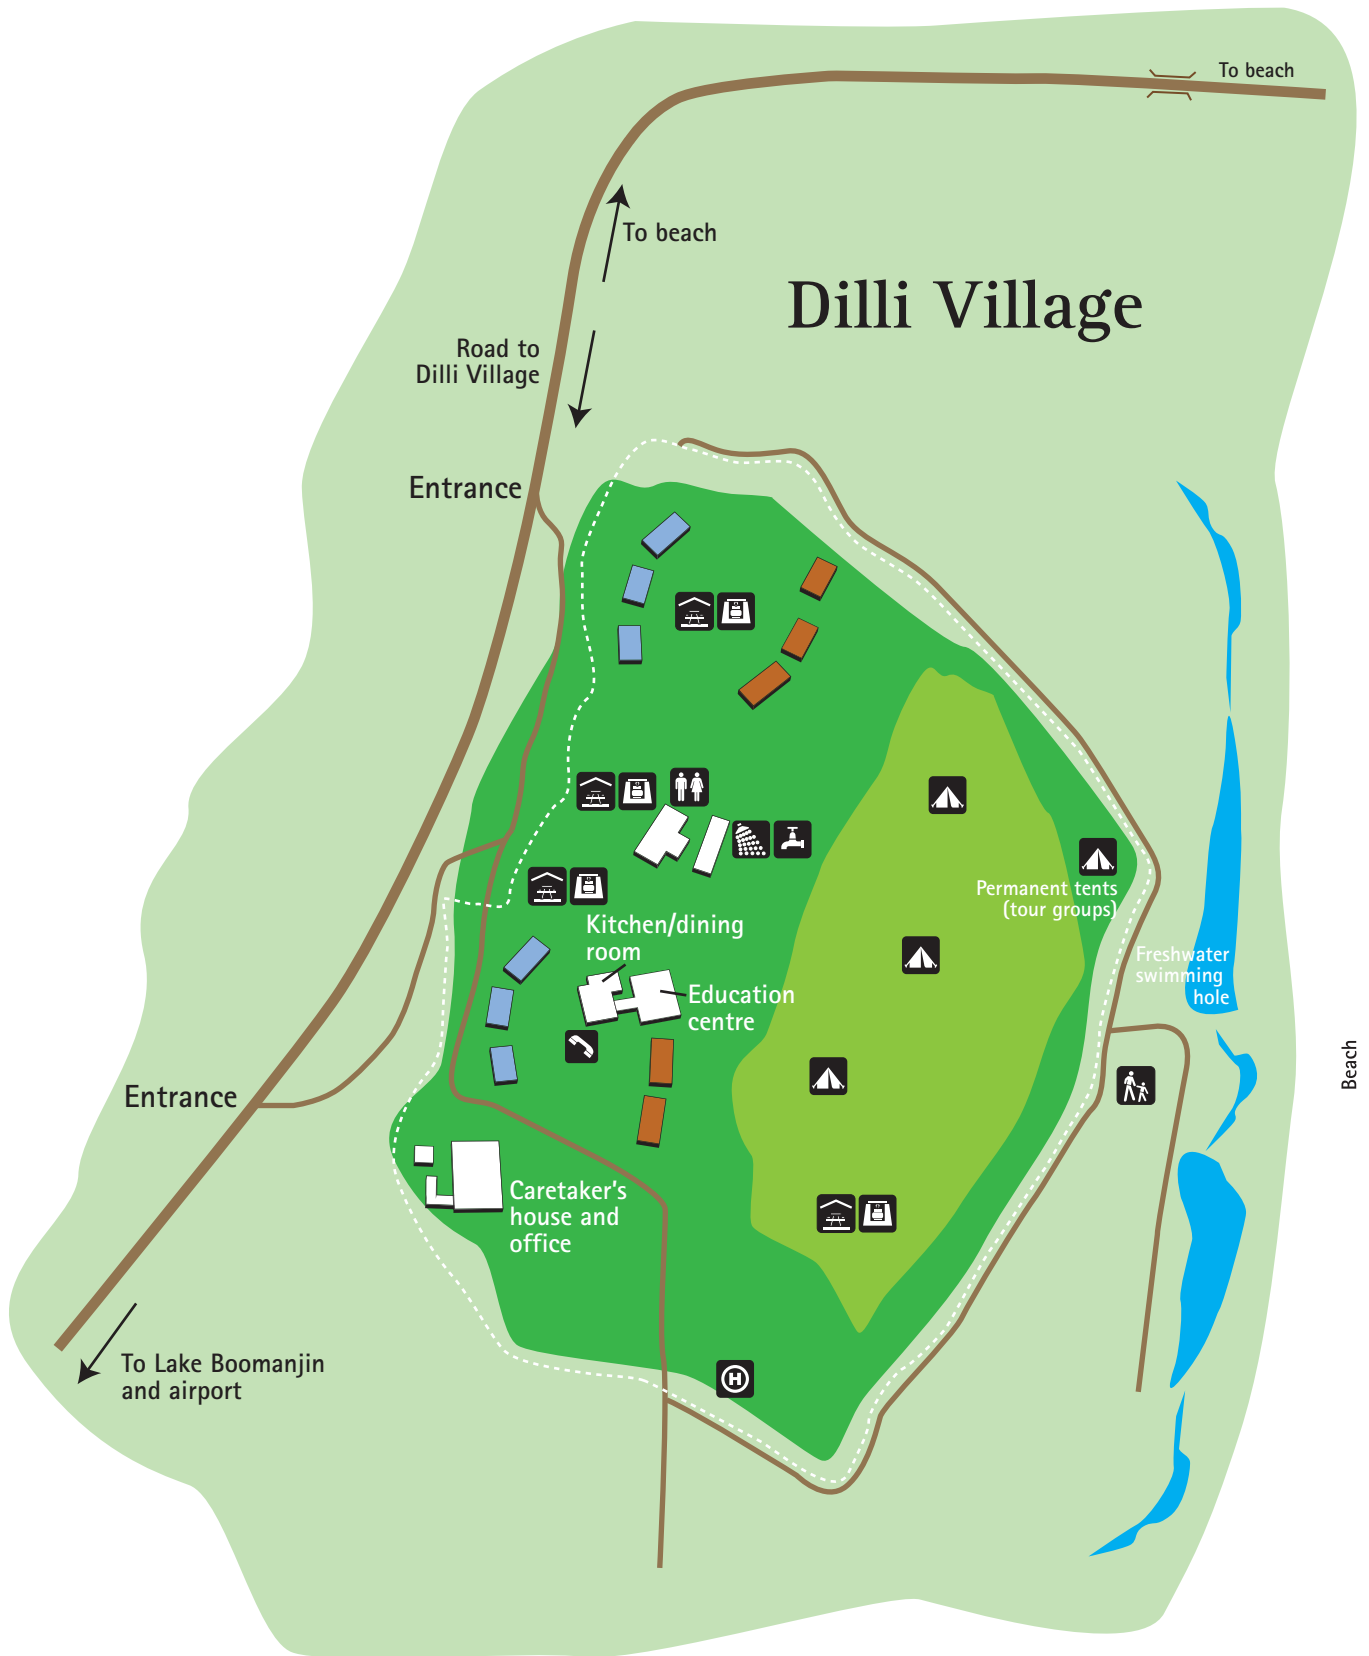 To beach
To beach
Dilli Village
Road to
Dilli Village
Entrance
Permanent tents
(tour groups)
Kitchen/dining
room
Freshwater
swimming
hole
Education
centre
Beach
Entrance
Caretaker's
house and
office
To Lake Boomanjin
and airport
H